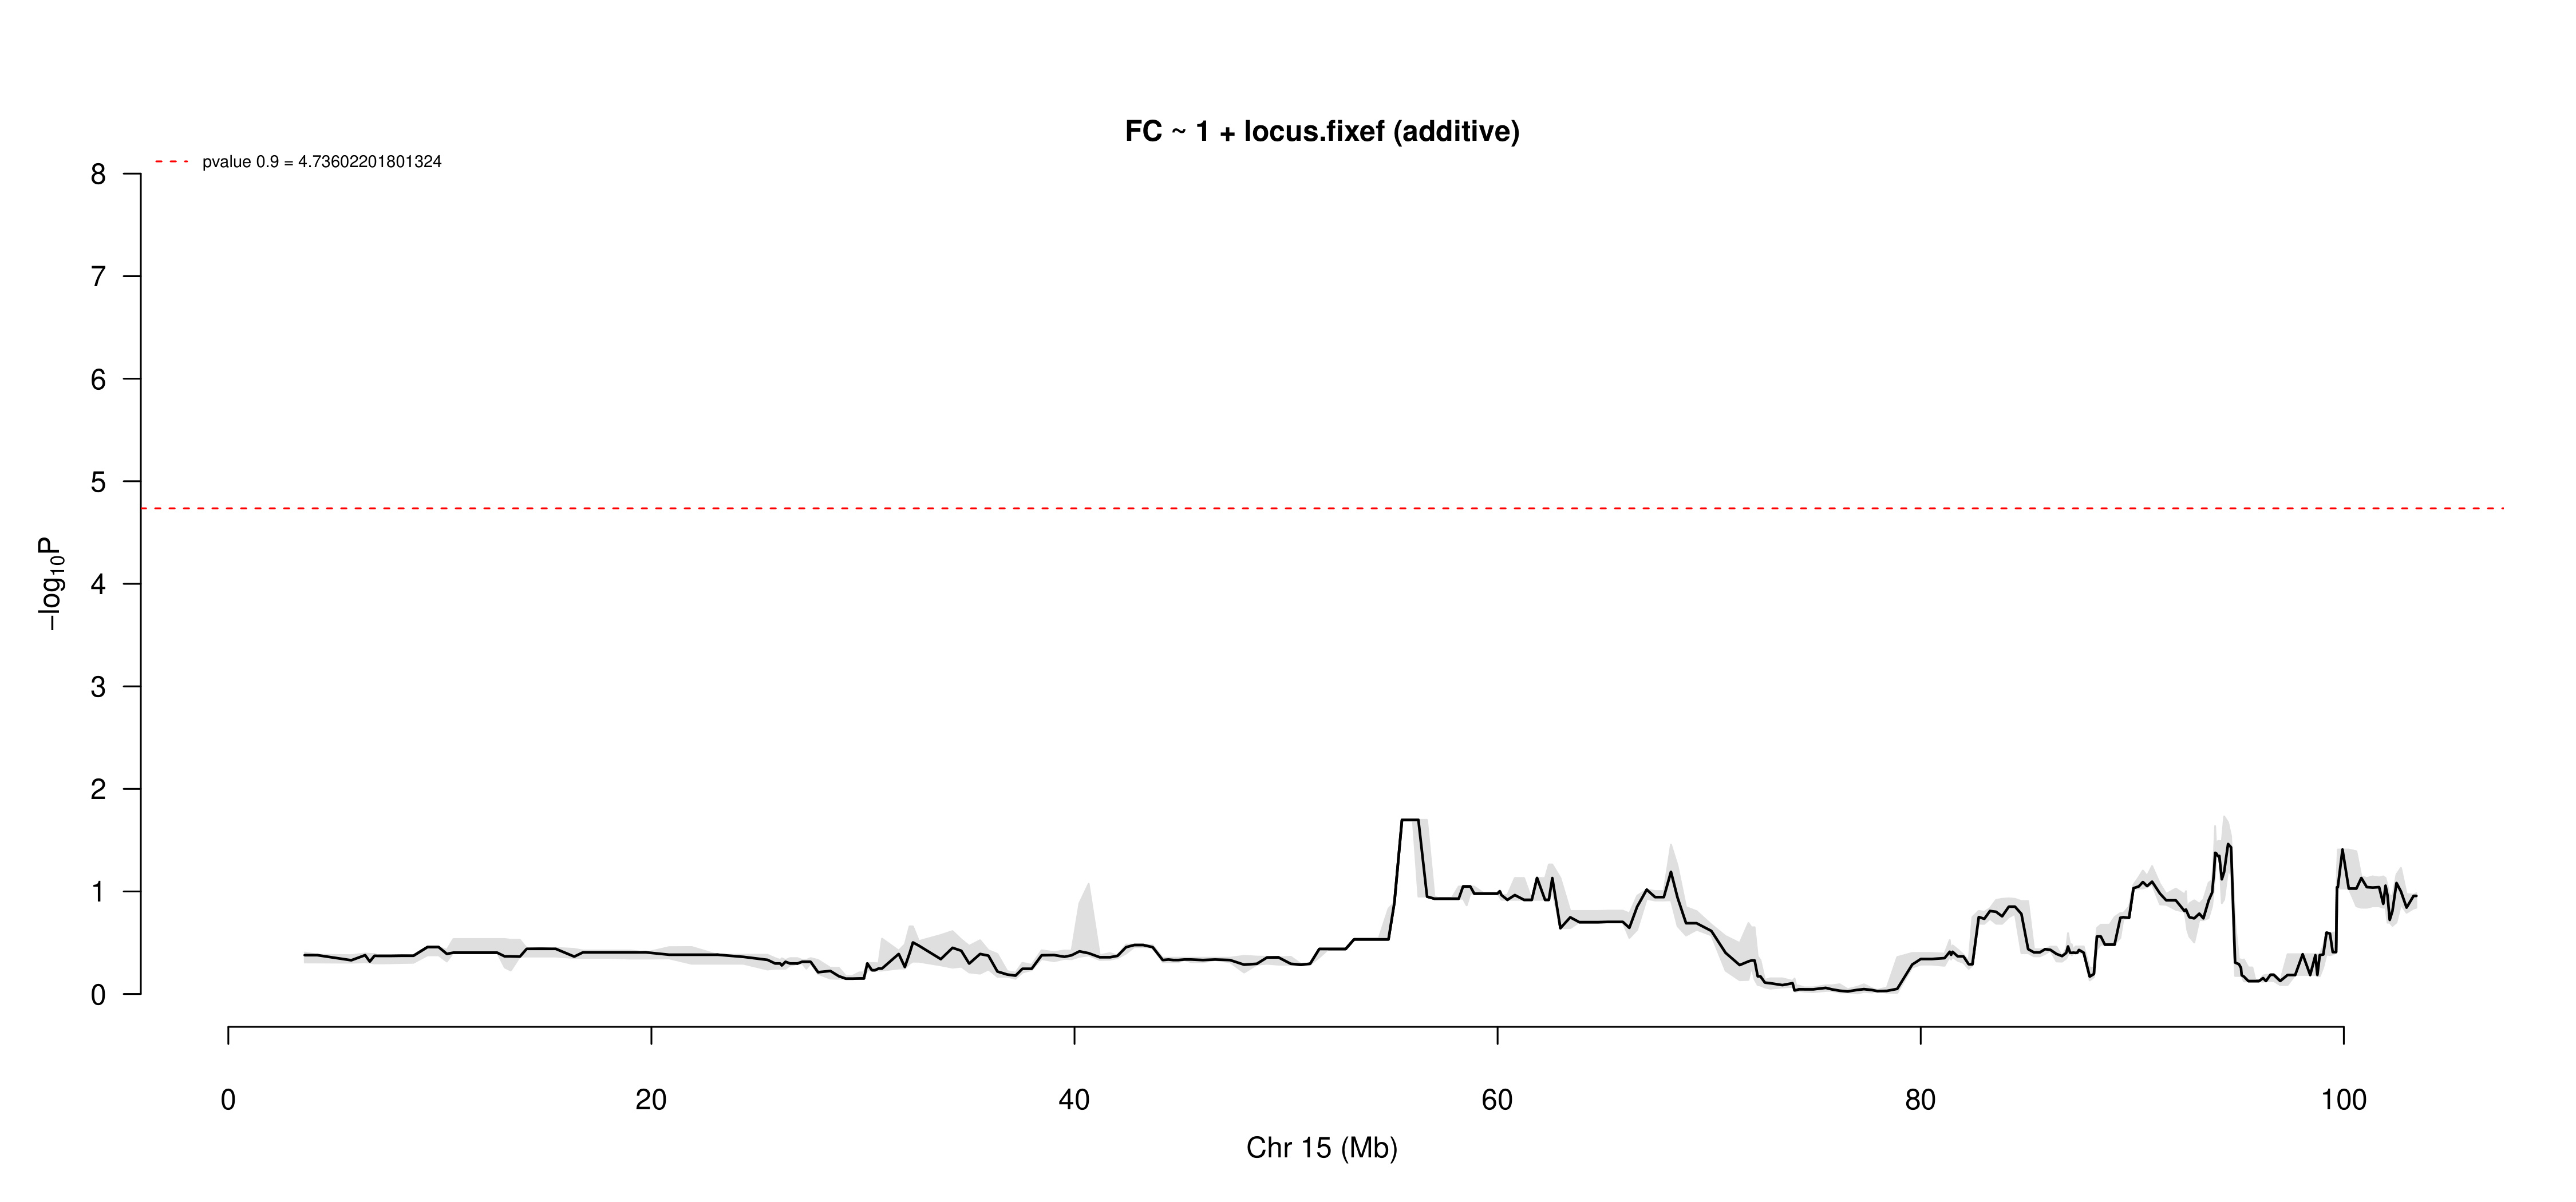 FC ~ 1 + locus.fixef (additive)
pvalue 0.9 = 4.73602201801324
8
7
6
5
4
3
2
1
0
−log10P
0 20 40 60 80 100
Chr 15 (Mb)